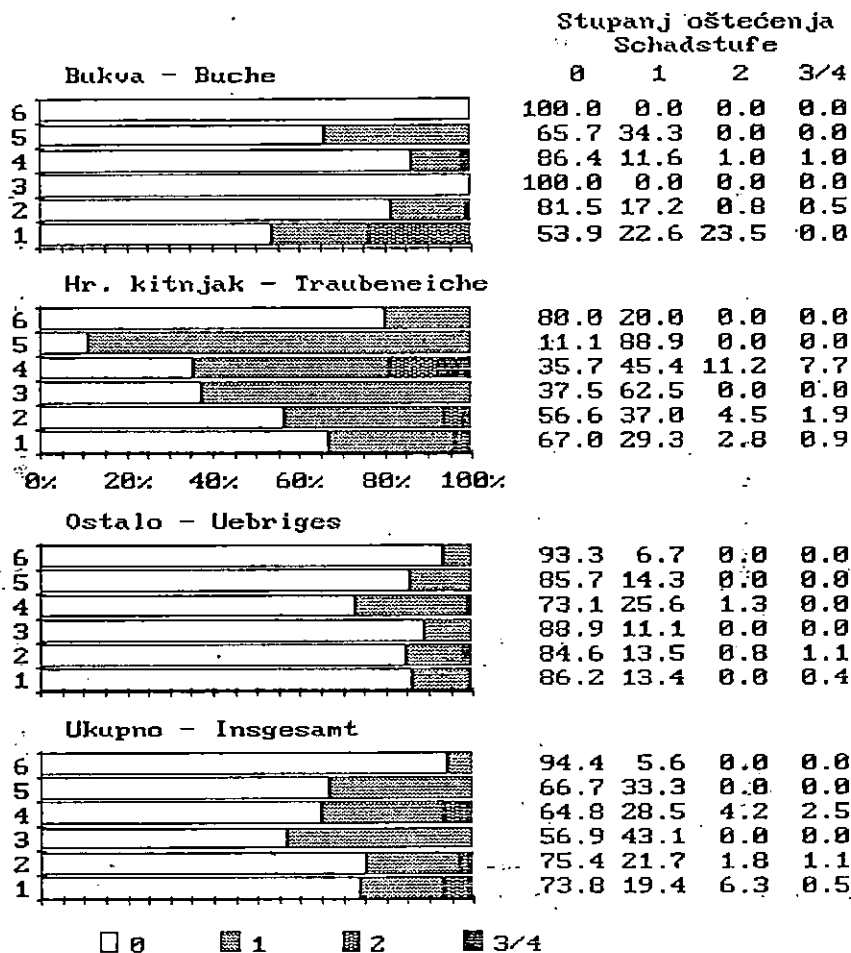 Stupanj oštećenja
Schadstufe
Bukva – Buche 0 1 2 3/4
6 100.0 0.0 0.0 0.0
5 65.7 34.3 0.0 0.0
4 86.4 11.6 1.0 1.0
3 100.0 0.0 0.0 0.0
2 81.5 17.2 0.8 0.5
1 53.9 22.6 23.5 0.0
Hr. kitnjak – Traubeneiche
6 80.0 20.0 0.0 0.0
5 11.1 88.9 0.0 0.0
4 35.7 45.4 11.2 7.7
3 37.5 62.5 0.0 0.0
2 56.6 37.0 4.5 1.9
1 67.0 29.3 2.8 0.9
0% 20% 40% 60% 80% 100%
Ostalo – Uebriges
6 93.3 6.7 0.0 0.0
5 85.7 14.3 0.0 0.0
4 73.1 25.6 1.3 0.0
3 88.9 11.1 0.0 0.0
2 84.6 13.5 0.8 1.1
1 86.2 13.4 0.0 0.4
Ukupno – Insgesamt
6 94.4 5.6 0.0 0.0
5 66.7 33.3 0.0 0.0
4 64.8 28.5 4.2 2.5
3 56.9 43.1 0.0 0.0
2 75.4 21.7 1.8 1.1
1 73.8 19.4 6.3 0.5
0 1 2 3/4